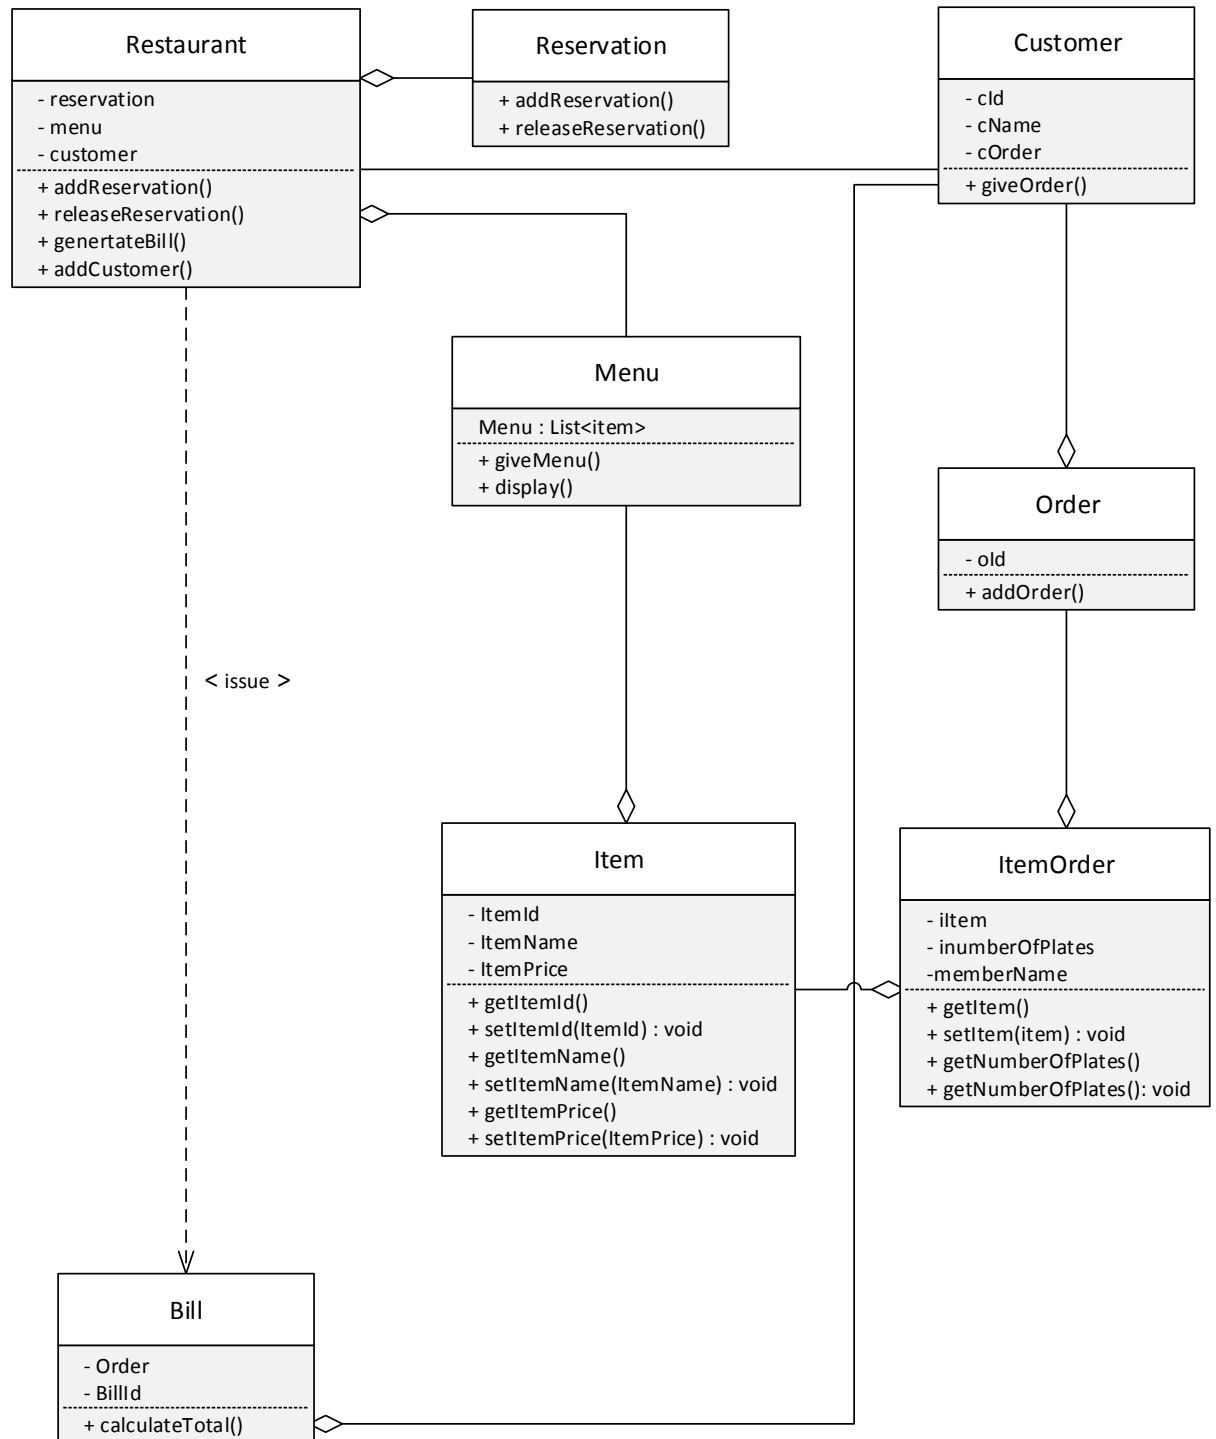 Restaurant
- reservation
- menu
- customer
+ addReservation()
+ releaseReservation()
+ genertateBill()
+ addCustomer()
Reservation
+ addReservation()
+ releaseReservation()
Customer
- cId
- cName
- cOrder
+ giveOrder()
Menu
Menu : List<item>
+ giveMenu()
+ display()
Order
- oId
+ addOrder()
< issue >
Item
- ItemId
- ItemName
- ItemPrice
+ getItemId()
+ setItemId(ItemId) : void
+ getItemName()
+ setItemName(ItemName) : void
+ getItemPrice()
+ setItemPrice(ItemPrice) : void
ItemOrder
- iItem
- inumberOfPlates
-memberName
+ getItem()
+ setItem(item) : void
+ getNumberOfPlates()
+ getNumberOfPlates(): void
Bill
- Order
- BillId
+ calculateTotal()